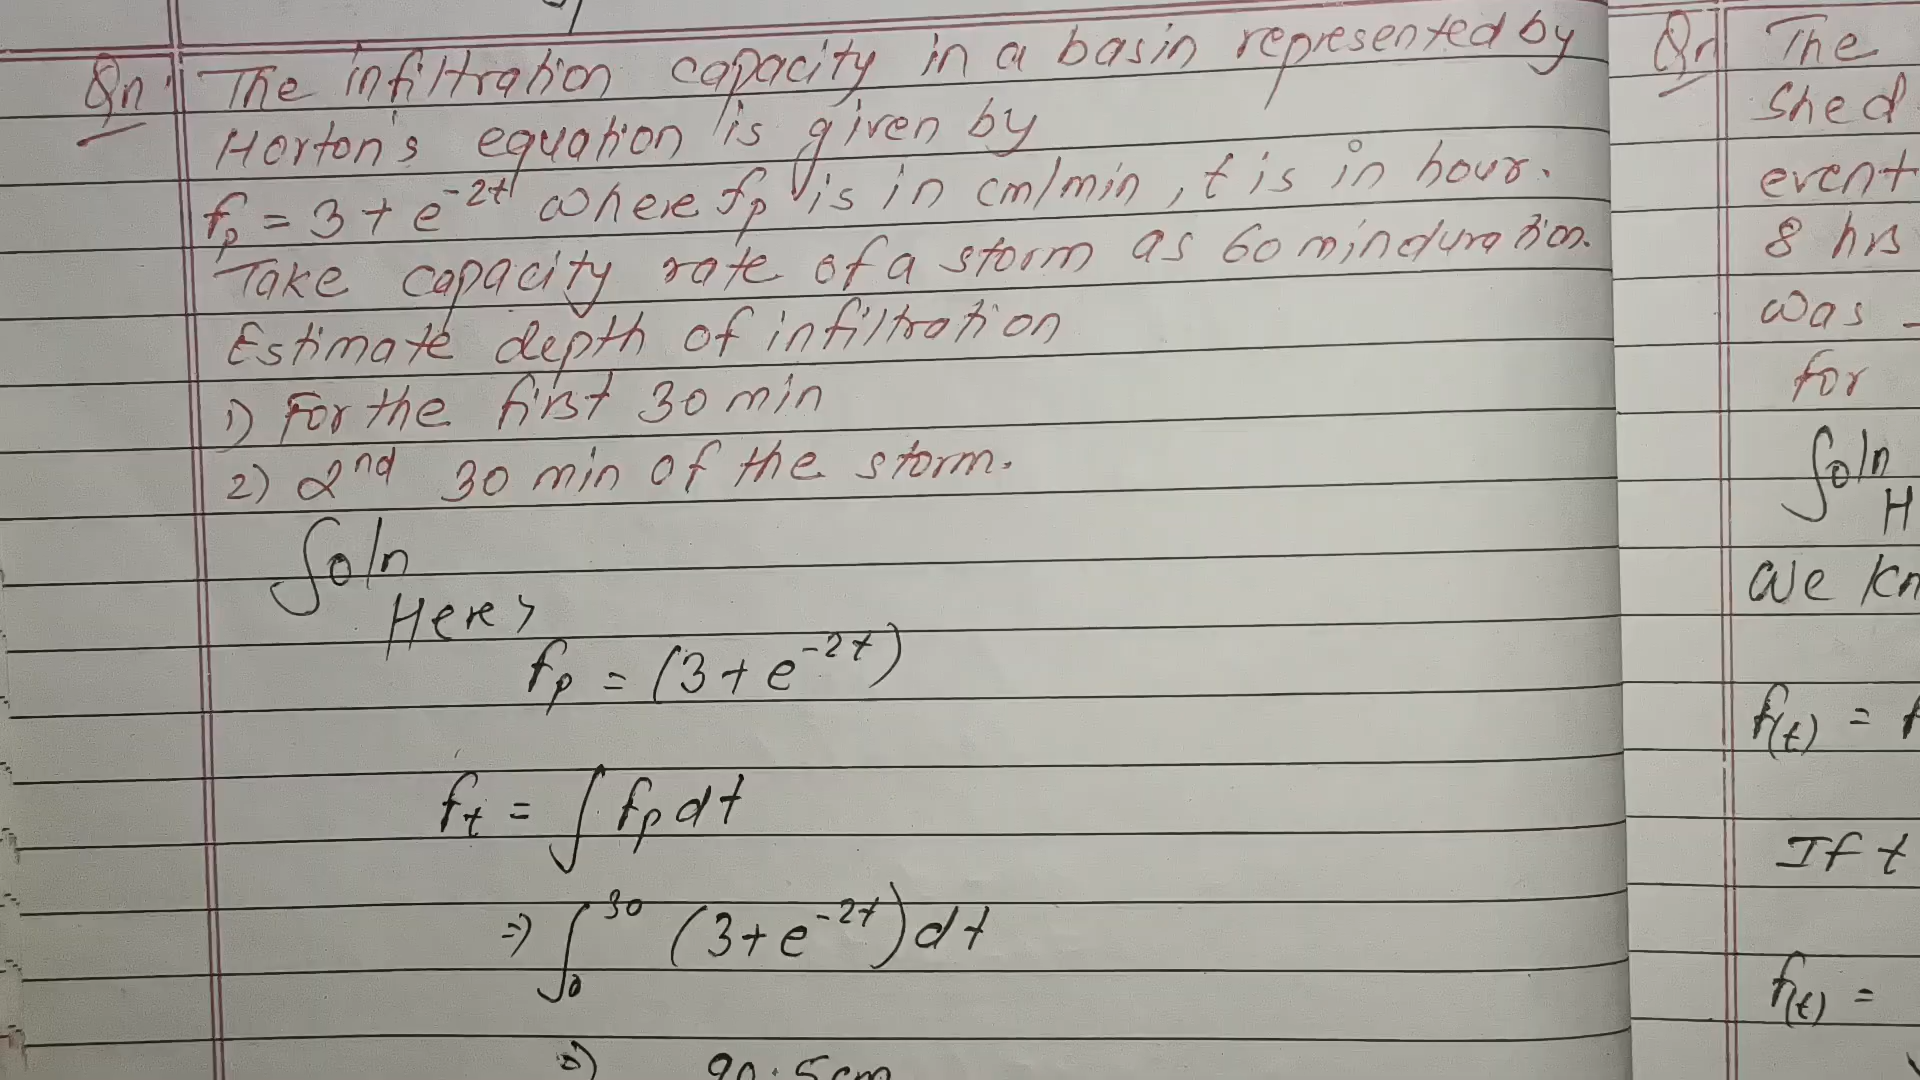 Qn: The infiltration capacity in a basin represented by
Horton's equation is given by
fp = 3 + e^-2t where fp is in cm/min, t is in hour.
Take capacity rate of a storm as 60 min duration.
Estimate depth of infiltration
1) For the first 30 min
2) 2nd 30 min of the storm.
Soln
Here,
fp = (3 + e^-2t)
ft = ∫ fp dt
⇒ ∫₀³⁰ (3 + e^-2t) dt
⇒ 90.5cm
Qn The
shed
event
8 hrs
was
for
Soln
H
We kn
f(t) = f
If t
f(t) =